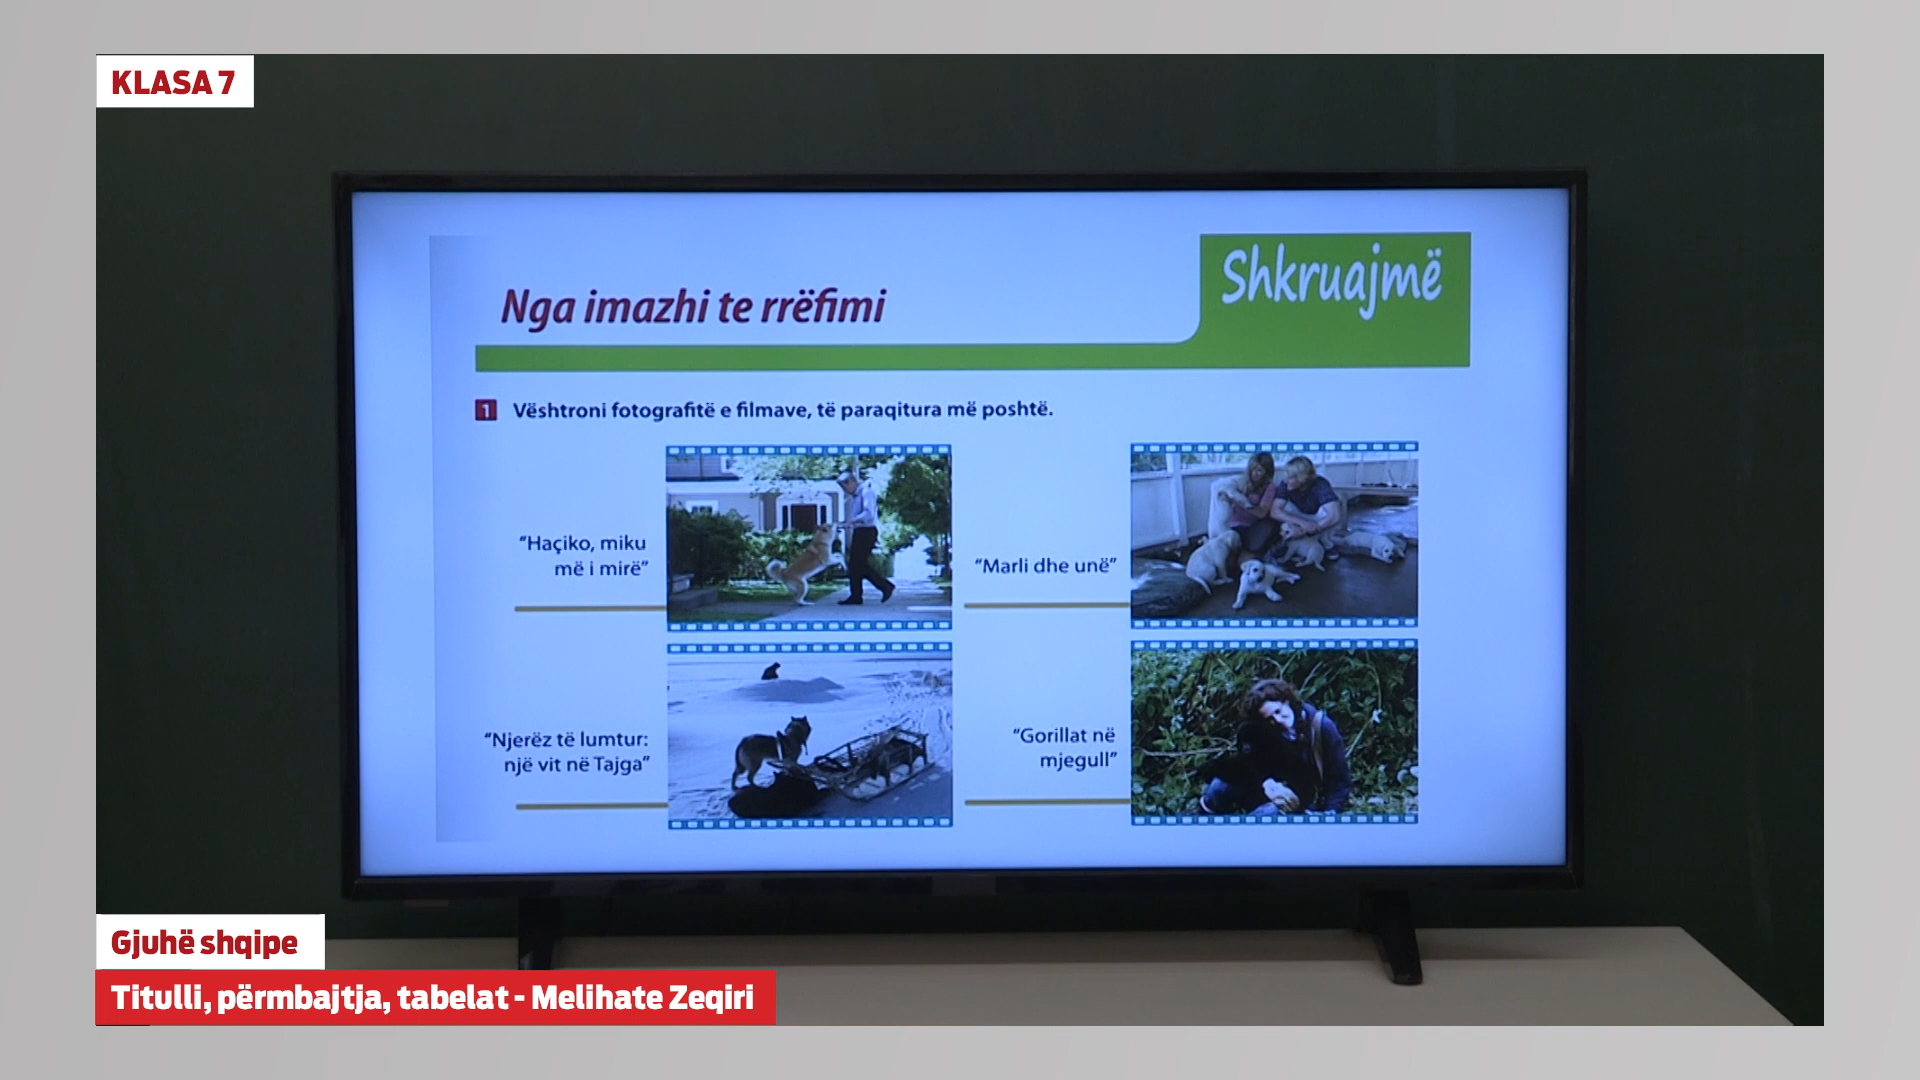 KLASA 7
Shkruajmë
Nga imazhi te rrëfimi
1 Vështroni fotografitë e filmave, të paraqitura më poshtë.
“Haçiko, miku
më i mirë”
“Marli dhe unë”
“Njerëz të lumtur:
një vit në Tajga”
“Gorillat në
mjegull”
Gjuhë shqipe
Titulli, përmbajtja, tabelat - Melihate Zeqiri